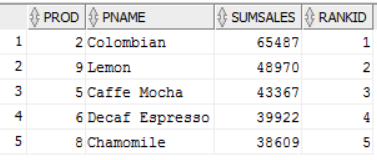 PROD PNAME SUMSALES RANKID
1 2 Colombian 65487 1
2 9 Lemon 48970 2
3 5 Caffe Mocha 43367 3
4 6 Decaf Espresso 39922 4
5 8 Chamomile 38609 5